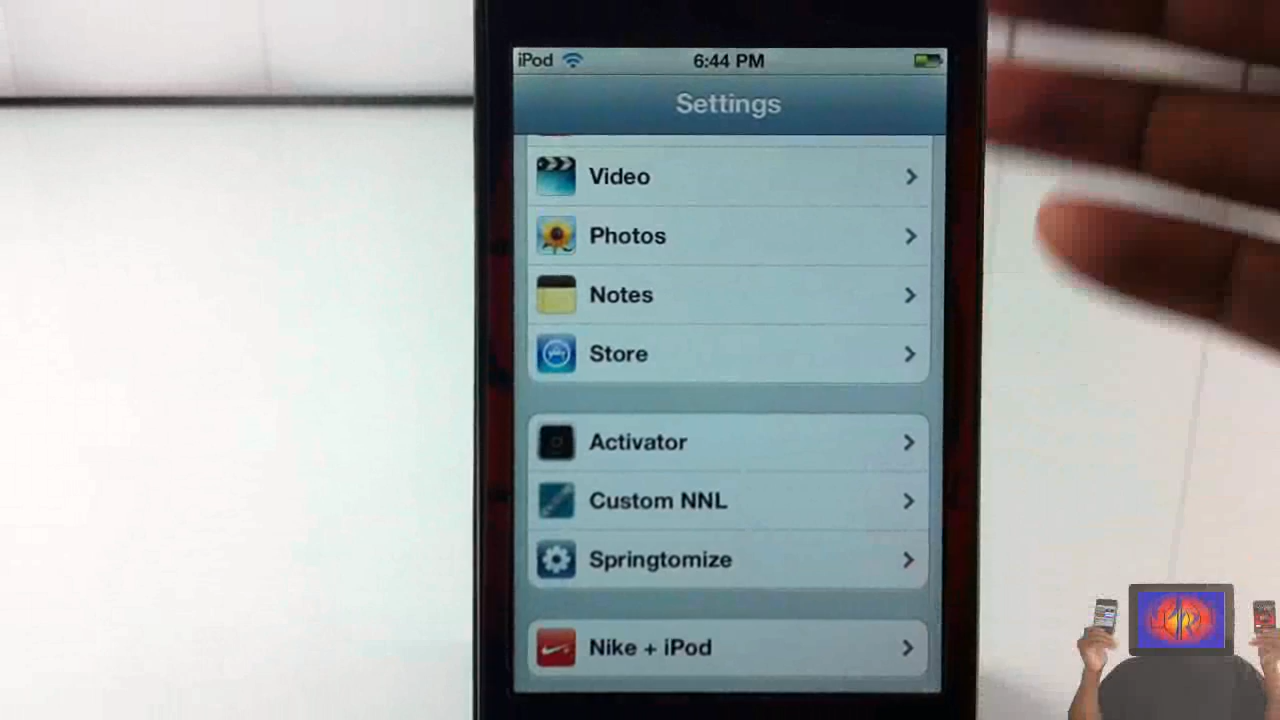 iPod 6:44 PM
Settings
Video
Photos
Notes
Store
Activator
Custom NNL
Springtomize
Nike + iPod